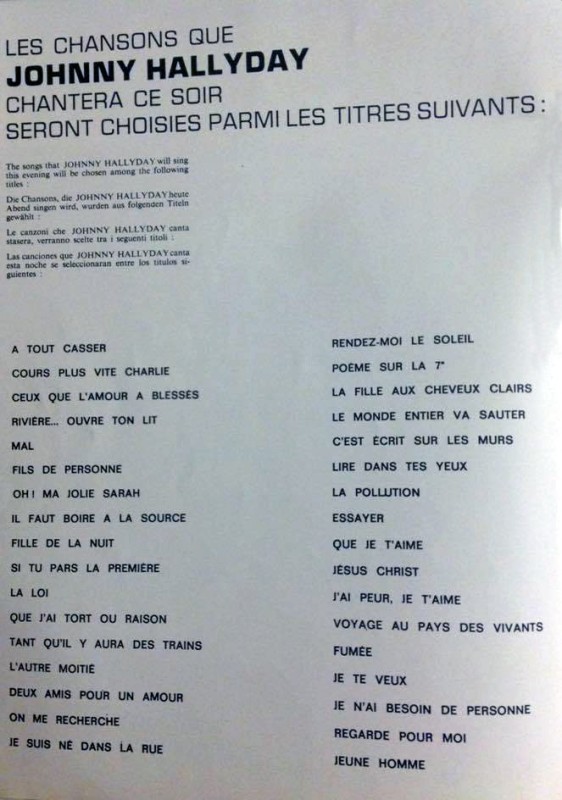 LES CHANSONS QUE
JOHNNY HALLYDAY
CHANTERA CE SOIR
SERONT CHOISIES PARMI LES TITRES SUIVANTS :
The songs that JOHNNY HALLYDAY will sing
this evening will be chosen among the following
titles :
Die Chansons, die JOHNNY HALLYDAY heute
Abend singen wird, wurden aus folgenden Titeln
gewählt :
Le canzoni che JOHNNY HALLYDAY canta
stasera, verranno scelte tra i seguenti titoli :
Las canciones que JOHNNY HALLYDAY canta
esta noche se seleccionaran entre los titulos si-
guientes :
A TOUT CASSER
COURS PLUS VITE CHARLIE
CEUX QUE L'AMOUR A BLESSÉS
RIVIÈRE... OUVRE TON LIT
MAL
FILS DE PERSONNE
OH ! MA JOLIE SARAH
IL FAUT BOIRE A LA SOURCE
FILLE DE LA NUIT
SI TU PARS LA PREMIÈRE
LA LOI
QUE J'AI TORT OU RAISON
TANT QU'IL Y AURA DES TRAINS
L'AUTRE MOITIÉ
DEUX AMIS POUR UN AMOUR
ON ME RECHERCHE
JE SUIS NÉ DANS LA RUE
RENDEZ-MOI LE SOLEIL
POÈME SUR LA 7e
LA FILLE AUX CHEVEUX CLAIRS
LE MONDE ENTIER VA SAUTER
C'EST ÉCRIT SUR LES MURS
LIRE DANS TES YEUX
LA POLLUTION
ESSAYER
QUE JE T'AIME
JÉSUS CHRIST
J'AI PEUR, JE T'AIME
VOYAGE AU PAYS DES VIVANTS
FUMÉE
JE TE VEUX
JE N'AI BESOIN DE PERSONNE
REGARDE POUR MOI
JEUNE HOMME